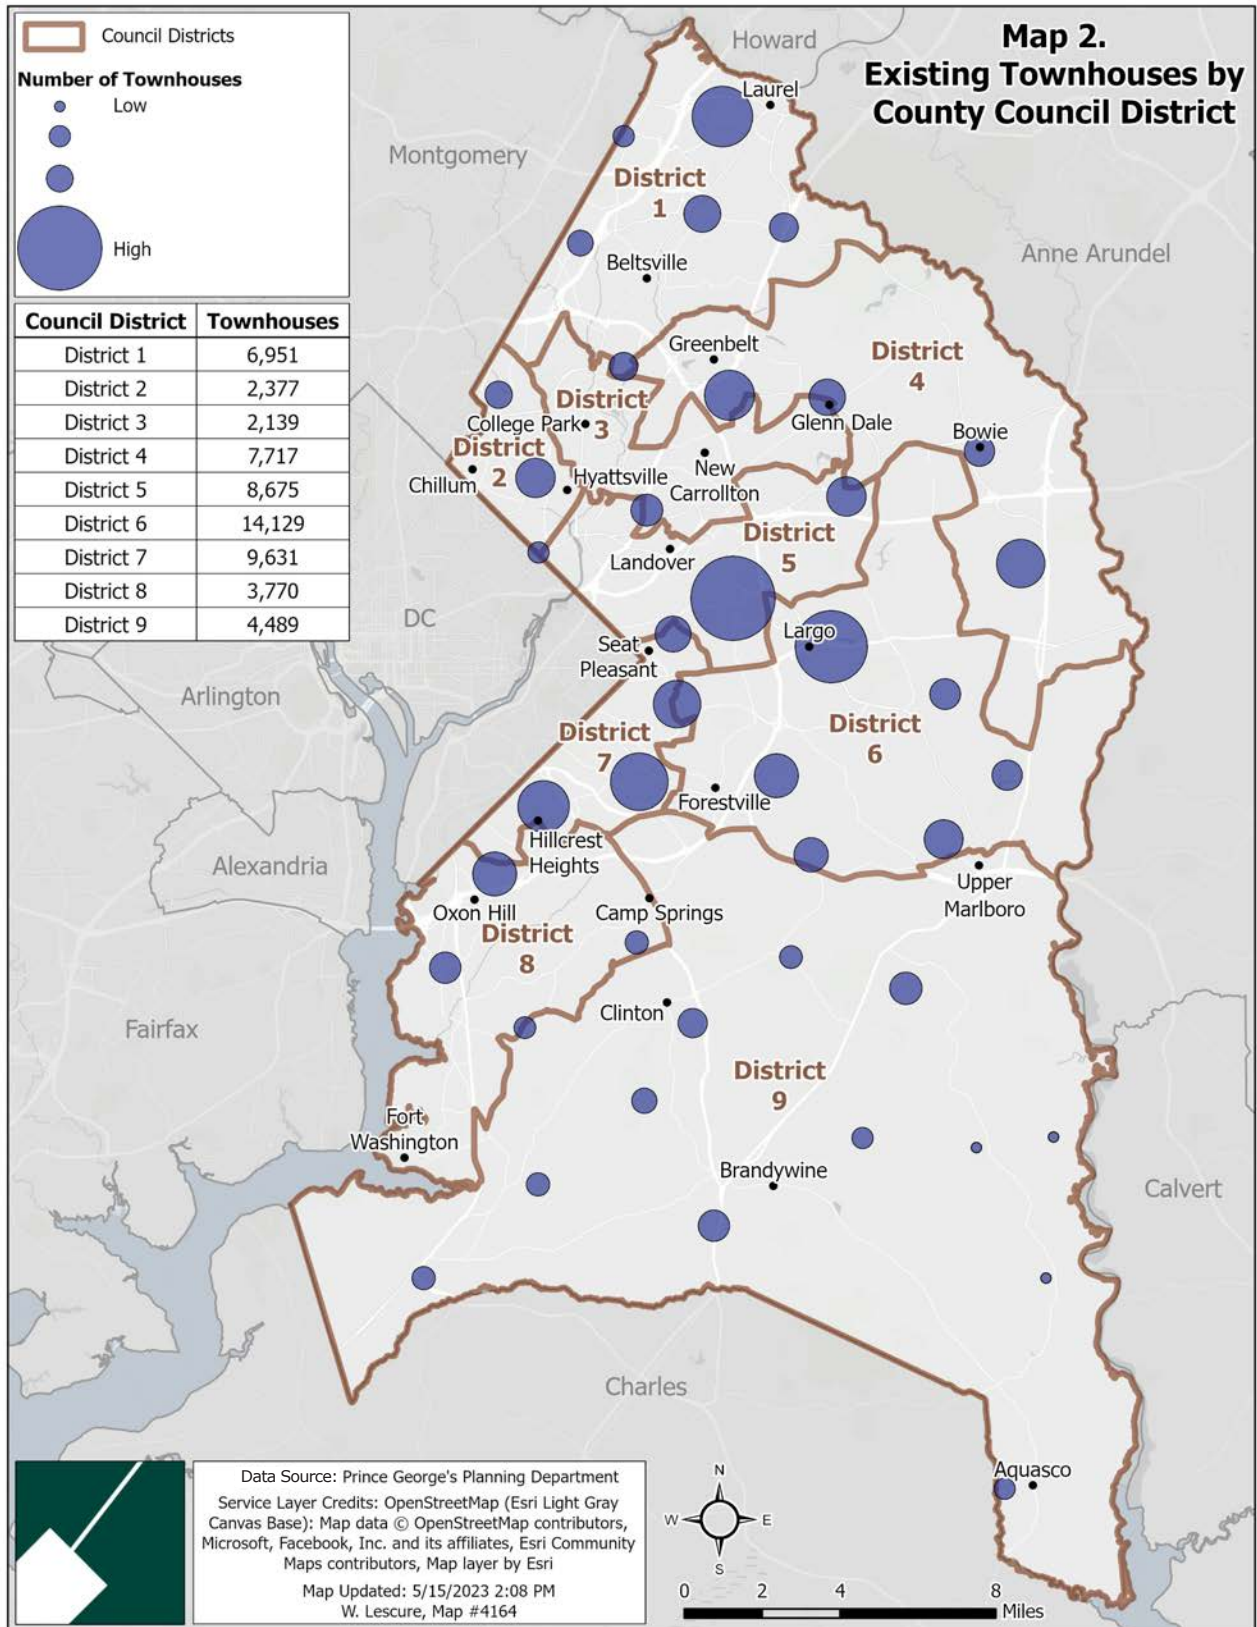 Map 2.
Existing Townhouses by
County Council District
Council Districts
Number of Townhouses
Low
High
Council District Townhouses
District 1 6,951
District 2 2,377
District 3 2,139
District 4 7,717
District 5 8,675
District 6 14,129
District 7 9,631
District 8 3,770
District 9 4,489
Howard
Laurel
Montgomery
District
1
Anne Arundel
Beltsville
Greenbelt
District
4
District
3
College Park
Glenn Dale
Bowie
District
2
Chillum
Hyattsville
New
Carrollton
District
5
Landover
DC
Seat
Pleasant
Largo
Arlington
District
7
District
6
Forestville
Hillcrest
Heights
Alexandria
Upper
Marlboro
Oxon Hill
Camp Springs
District
8
Clinton
Fairfax
District
9
Fort
Washington
Brandywine
Calvert
Charles
Aquasco
Data Source: Prince George's Planning Department
Service Layer Credits: OpenStreetMap (Esri Light Gray
Canvas Base): Map data © OpenStreetMap contributors,
Microsoft, Facebook, Inc. and its affiliates, Esri Community
Maps contributors, Map layer by Esri
Map Updated: 5/15/2023 2:08 PM
W. Lescure, Map #4164
N
W E
S
0 2 4 8
Miles